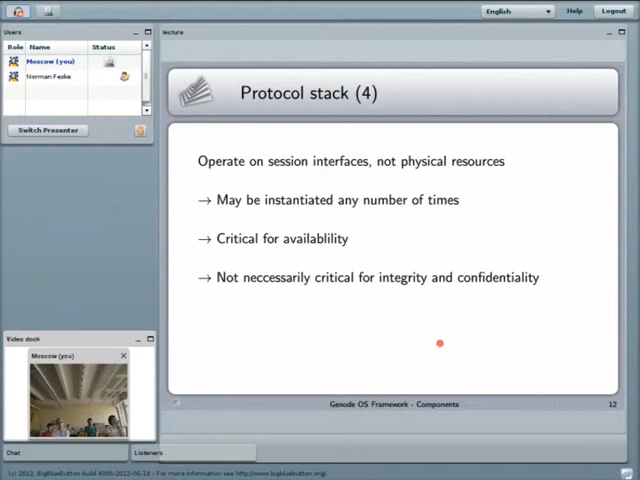 English
Help
Logout
Users
Role Name Status
Moscow (you)
Norman Feske
Switch Presenter
lecture
Protocol stack (4)
Operate on session interfaces, not physical resources
→ May be instantiated any number of times
→ Critical for availablility
→ Not neccessarily critical for integrity and confidentiality
Genode OS Framework - Components
12
Video dock
Moscow (you)
Chat
Listeners
(c) 2012, BigBlueButton build 4005-2012-06-19 - For more information see http://www.bigbluebutton.org/